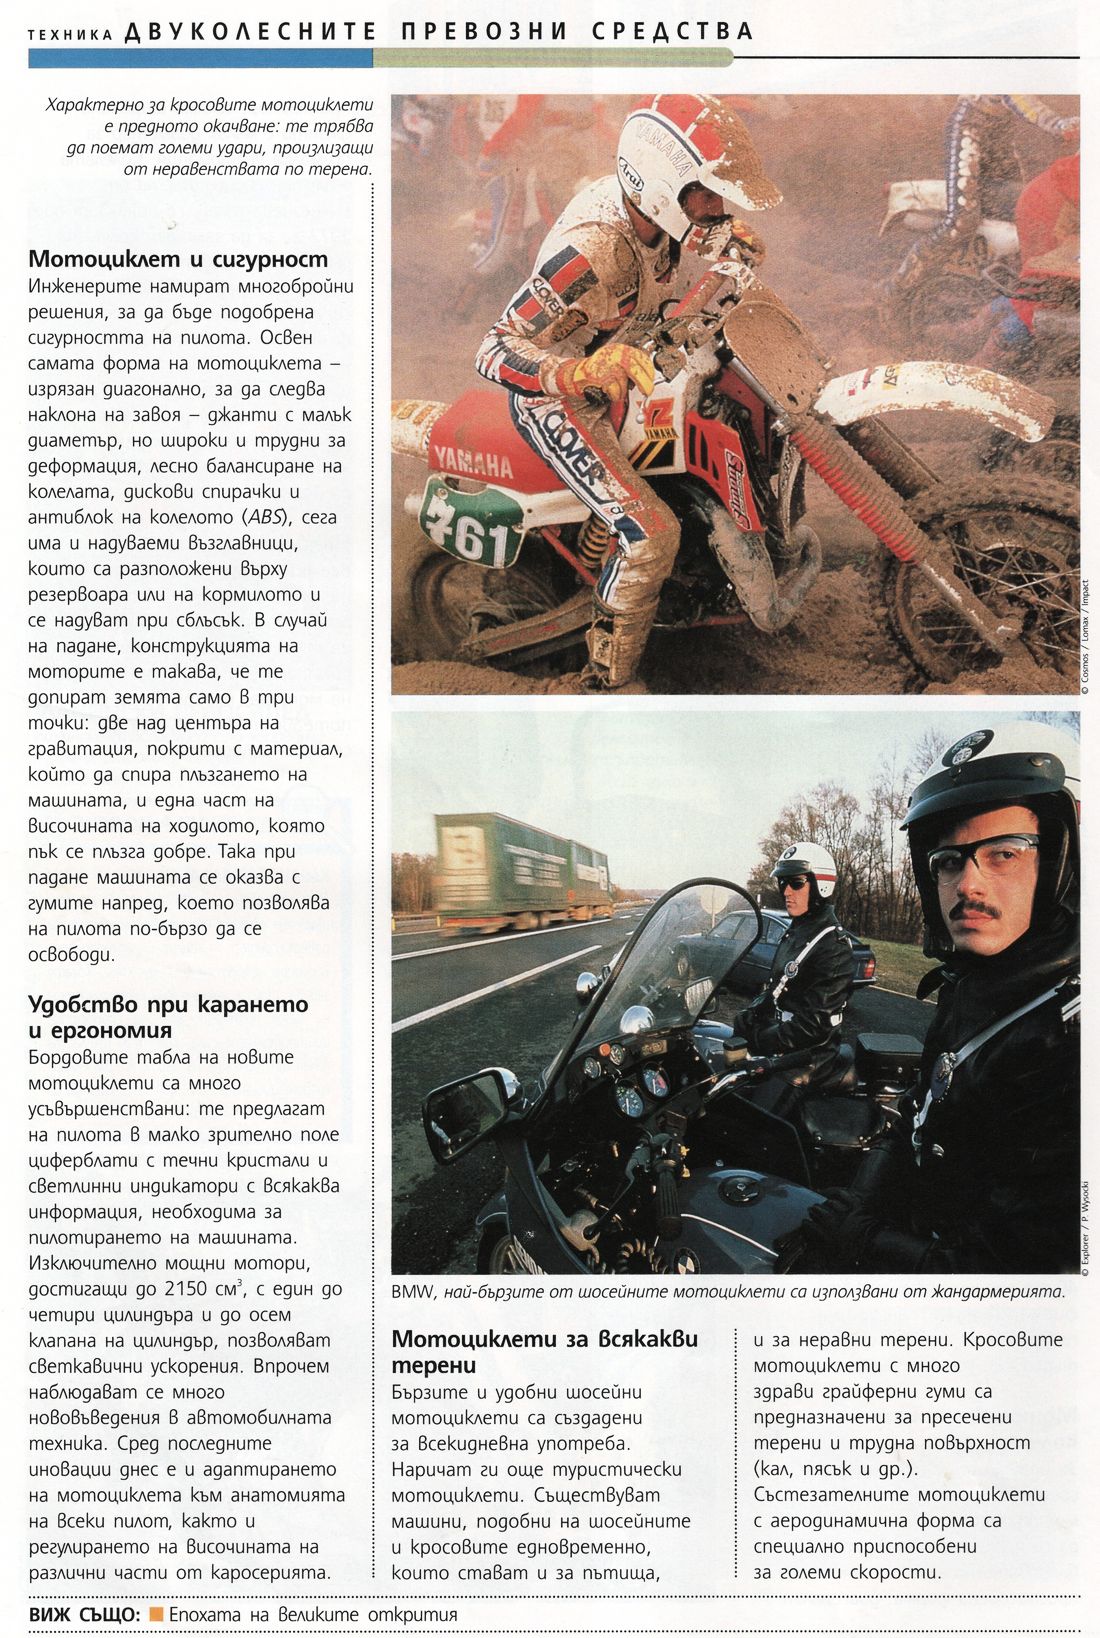 ТЕХНИКА ДВУКОЛЕСНИТЕ ПРЕВОЗНИ СРЕДСТВА
Характерно за кросовите мотоциклети
е предното окачване: те трябва
да поемат големи удари, произлизащи
от неравенствата по терена.
Мотоциклет и сигурност
Инженерите намират многобройни
решения, за да бъде подобрена
сигурността на пилота. Освен
самата форма на мотоциклета –
изрязан диагонално, за да следва
наклона на завоя – джанти с малък
диаметър, но широки и трудни за
деформация, лесно балансиране на
колелата, дискови спирачки и
антиблок на колелото (ABS), сега
има и надуваеми възглавници,
които са разположени върху
резервоара или на кормилото и
се надуват при сблъсък. В случай
на падане, конструкцията на
моторите е такава, че те
допират земята само в три
точки: две над центъра на
гравитация, покрити с материал,
който да спира плъзгането на
машината, и една част на
височината на ходилото, която
пък се плъзга добре. Така при
падане машината се оказва с
гумите напред, което позволява
на пилота по-бързо да се
освободи.
Удобство при карането
и ергономия
Бордовите табла на новите
мотоциклети са много
усъвършенствани: те предлагат
на пилота в малко зрително поле
циферблати с течни кристали и
светлинни индикатори с всякаква
информация, необходима за
пилотирането на машината.
Изключително мощни мотори,
достигащи до 2150 см³, с един до
четири цилиндъра и до осем
клапана на цилиндър, позволяват
светкавични ускорения. Впрочем
наблюдават се много
нововъведения в автомобилната
техника. Сред последните
иновации днес е и адаптирането
на мотоциклета към анатомията
на всеки пилот, както и
регулирането на височината на
различни части от каросерията.
YAMAHA
Arai
CLOVER
CLOVER
YAMAHA
YAMAHA
761
© Cosmos / Lomax / Impact
BMW
© Explorer / P. Wysocki
BMW, най-бързите от шосейните мотоциклети са използвани от жандармерията.
Мотоциклети за всякакви
терени
Бързите и удобни шосейни
мотоциклети са създадени
за всекидневна употреба.
Наричат ги още туристически
мотоциклети. Съществуват
машини, подобни на шосейните
и кросовите едновременно,
които стават и за пътища,
и за неравни терени. Кросовите
мотоциклети с много
здрави грайферни гуми са
предназначени за пресечени
терени и трудна повърхност
(кал, пясък и др.).
Състезателните мотоциклети
с аеродинамична форма са
специално приспособени
за големи скорости.
ВИЖ СЪЩО: Епохата на великите открития